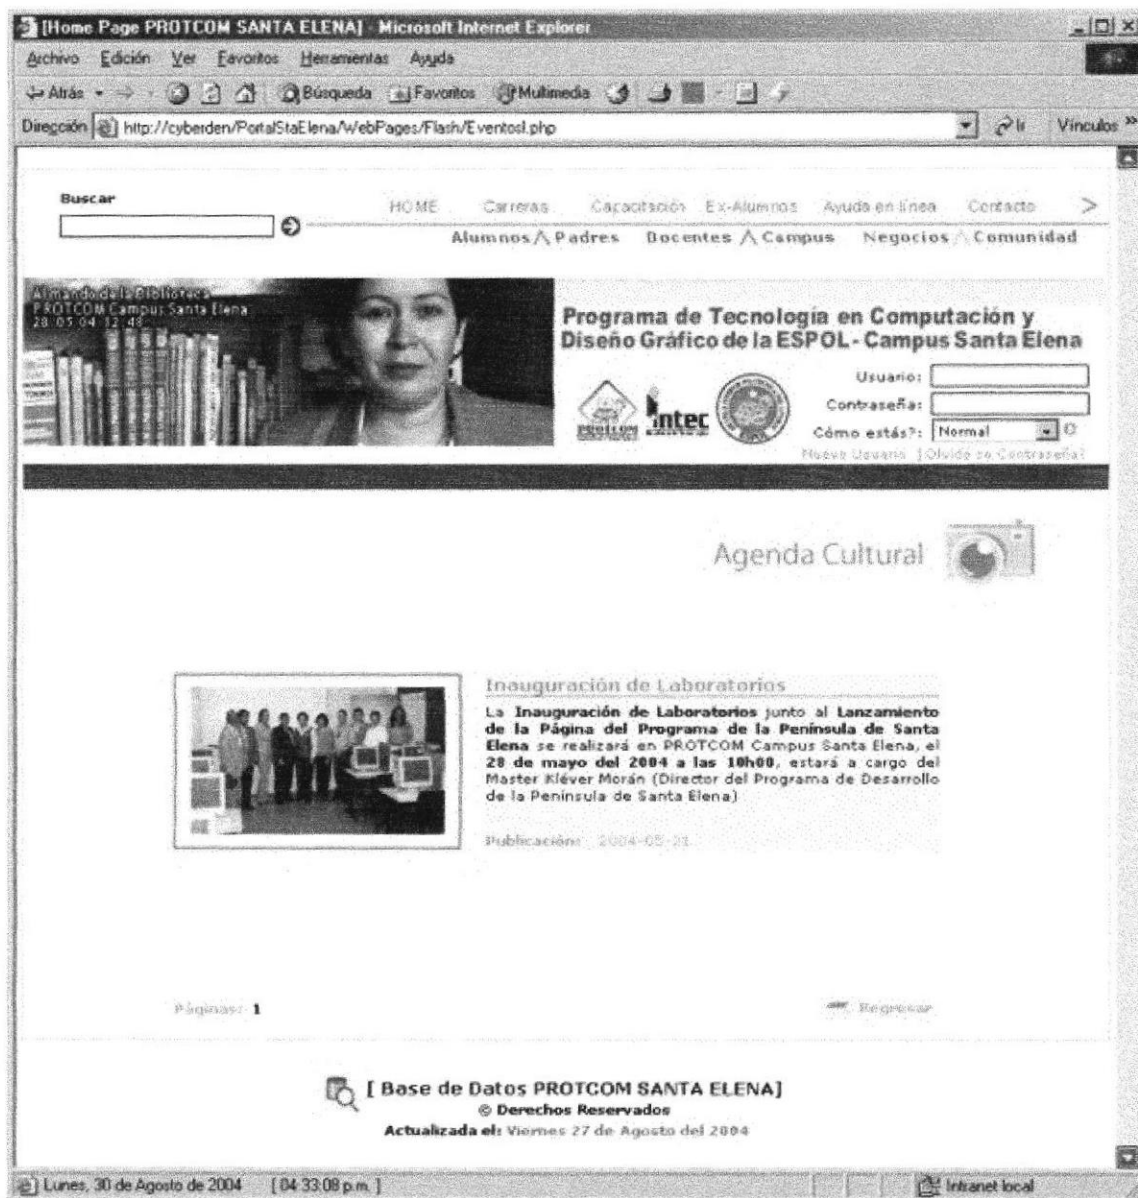 [Home Page PROTCOM SANTA ELENA] - Microsoft Internet Explorer
Archivo Edición Ver Favoritos Herramientas Ayuda
Atrás Búsqueda Favoritos Multimedia
Dirección http://cyberden/PortalStaElena/WebPages/Flash/Eventosl.php Ir Vínculos »
Buscar
HOME Carreras Capacitación Ex-Alumnos Ayuda en línea Contacto >
Alumnos Padres Docentes Campus Negocios Comunidad
PROTCOM Campus Santa Elena
Programa de Tecnología en Computación y
Diseño Gráfico de la ESPOL- Campus Santa Elena
Usuario:
Contraseña:
Cómo estás?: Normal
Nuevo Usuario | Olvidó su Contraseña?
PROTCOM intec ESPOL
Agenda Cultural
Inauguración de Laboratorios
La Inauguración de Laboratorios junto al Lanzamiento
de la Página del Programa de la Península de Santa
Elena se realizará en PROTCOM Campus Santa Elena, el
28 de mayo del 2004 a las 10h00, estará a cargo del
Master Kléver Morán (Director del Programa de Desarrollo
de la Península de Santa Elena)
Publicación: 2004-05-21
Páginas: 1
Regresar
[ Base de Datos PROTCOM SANTA ELENA]
© Derechos Reservados
Actualizada el: Viernes 27 de Agosto del 2004
Lunes, 30 de Agosto de 2004 [ 04:33:08 p.m. ] Intranet local